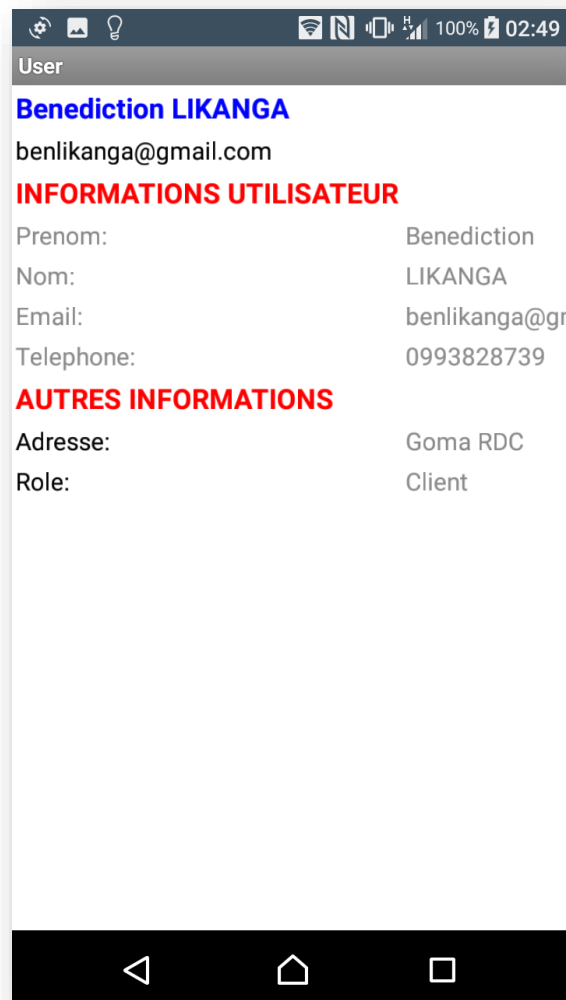 H 100% 02:49
User
Benediction LIKANGA
benlikanga@gmail.com
INFORMATIONS UTILISATEUR
Prenom: Benediction
Nom: LIKANGA
Email: benlikanga@gm
Telephone: 0993828739
AUTRES INFORMATIONS
Adresse: Goma RDC
Role: Client